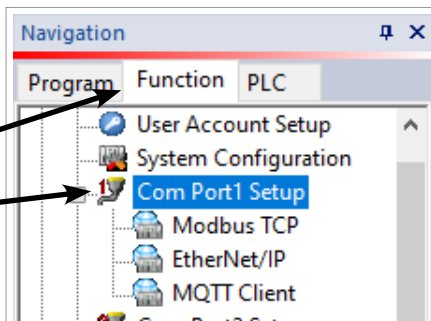 Navigation
Program Function PLC
User Account Setup
System Configuration
Com Port1 Setup
Modbus TCP
EtherNet/IP
MQTT Client